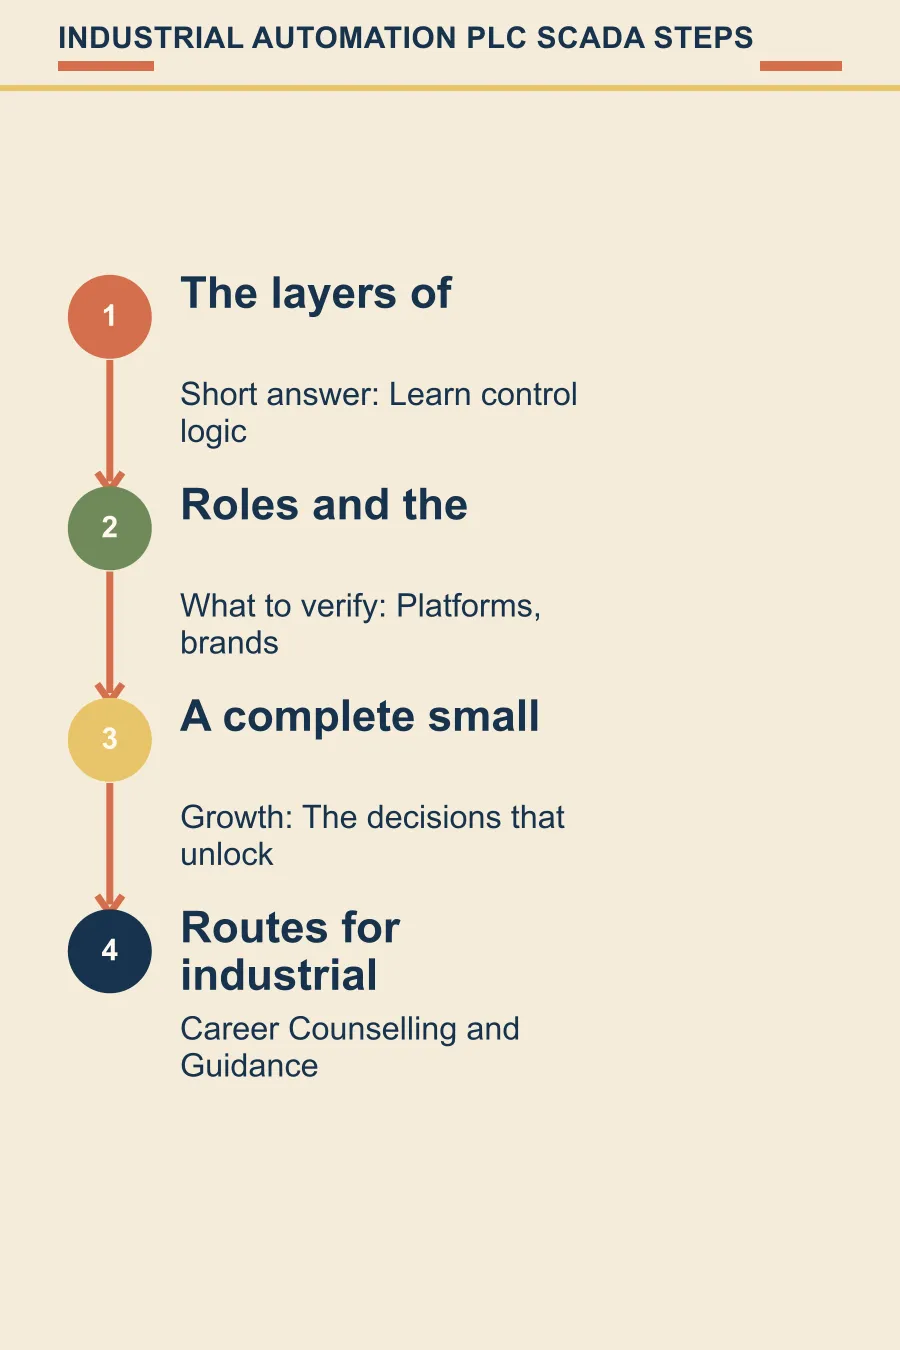 INDUSTRIAL AUTOMATION PLC SCADA STEPS
1
The layers of
Short answer: Learn control
logic
2
Roles and the
What to verify: Platforms,
brands
3
A complete small
Growth: The decisions that
unlock
4
Routes for
industrial
Career Counselling and
Guidance